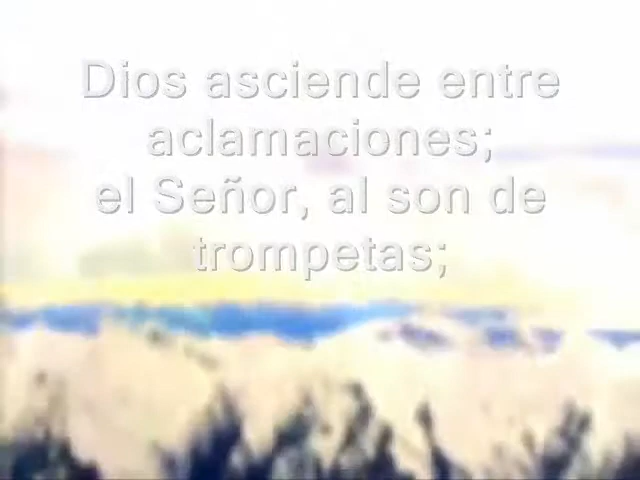 Dios asciende entre
aclamaciones;
el Señor, al son de
trompetas;